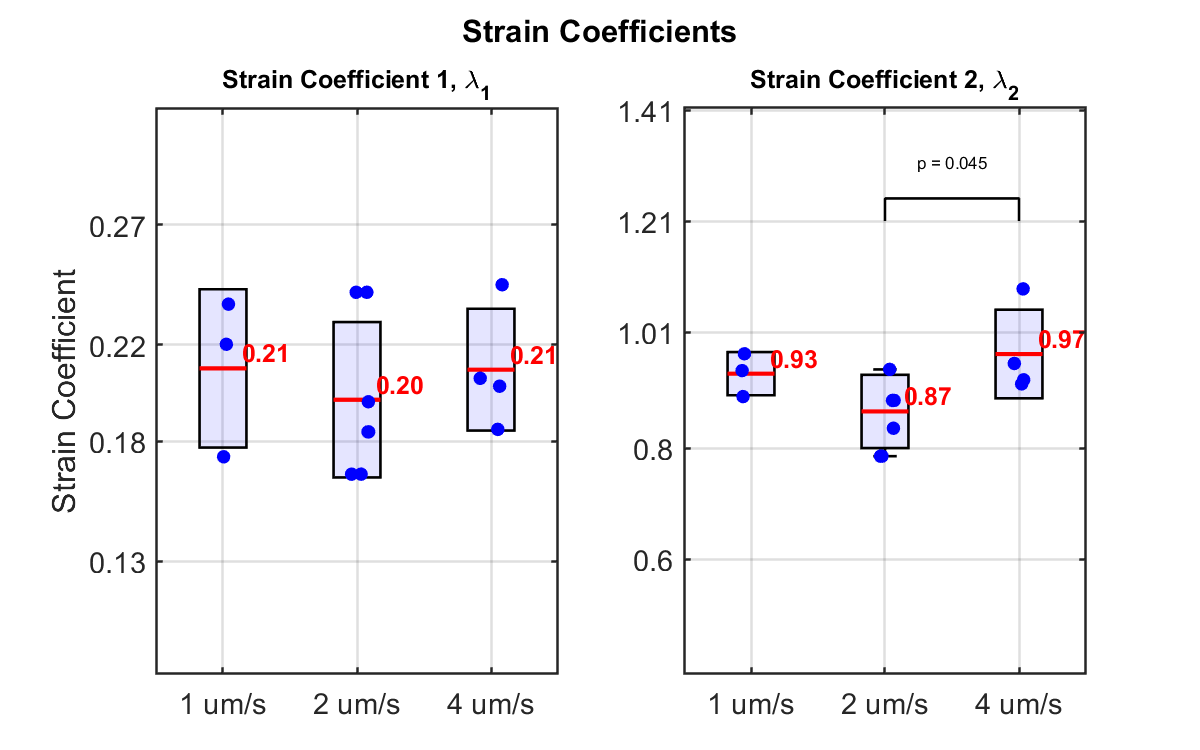 Strain Coefficients
Strain Coefficient 1, λ1
Strain Coefficient
0.27
0.22
0.18
0.13
0.21
0.20
0.21
1 um/s 2 um/s 4 um/s
Strain Coefficient 2, λ2
1.41
1.21
1.01
0.8
0.6
p = 0.045
0.93
0.87
0.97
1 um/s 2 um/s 4 um/s